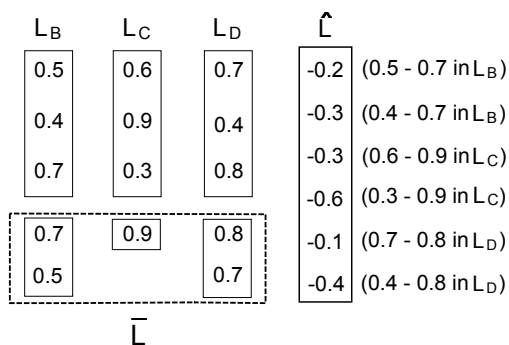 L_B L_C L_D L̂
0.5 0.6 0.7 -0.2 (0.5 - 0.7 in L_B)
0.4 0.9 0.4 -0.3 (0.4 - 0.7 in L_B)
0.7 0.3 0.8 -0.3 (0.6 - 0.9 in L_C)
-0.6 (0.3 - 0.9 in L_C)
0.7 0.9 0.8 -0.1 (0.7 - 0.8 in L_D)
0.5 0.7 -0.4 (0.4 - 0.8 in L_D)
L̄